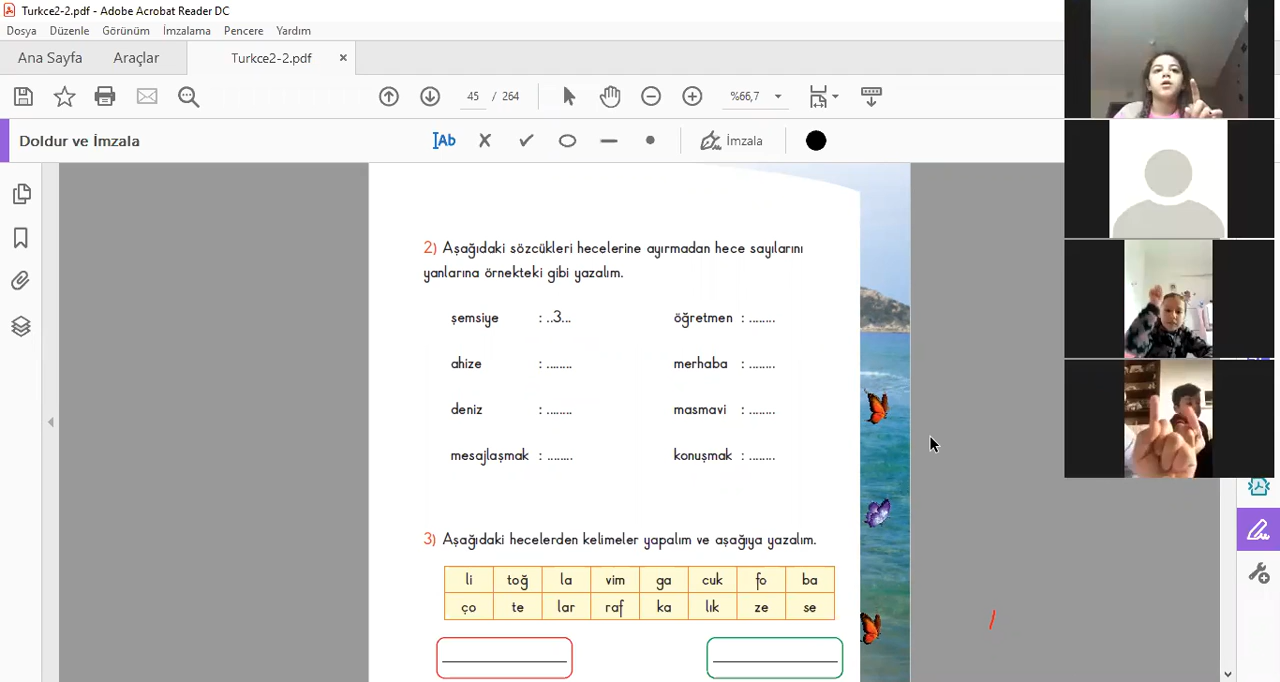 Turkce2-2.pdf - Adobe Acrobat Reader DC
Dosya Düzenle Görünüm İmzalama Pencere Yardım
Ana Sayfa Araçlar Turkce2-2.pdf ×
45 / 264 %66,7
Doldur ve İmzala Ab İmzala
2) Aşağıdaki sözcükleri hecelerine ayırmadan hece sayılarını
yanlarına örnekteki gibi yazalım.
şemsiye : ..3... öğretmen : ........
ahize : ........ merhaba : ........
deniz : ........ masmavi : ........
mesajlaşmak : ........ konuşmak : ........
3) Aşağıdaki hecelerden kelimeler yapalım ve aşağıya yazalım.
li toğ la vim ga cuk fo ba
ço te lar raf ka lık ze se